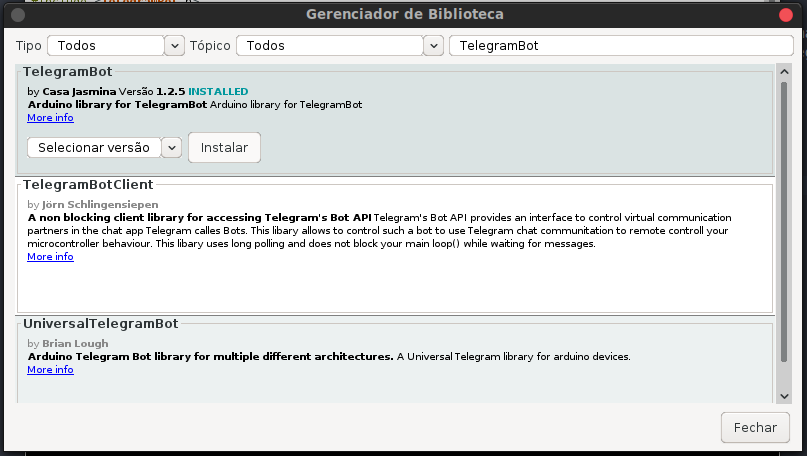 Gerenciador de Biblioteca
Tipo Todos Tópico Todos TelegramBot
TelegramBot
by Casa Jasmina Versão 1.2.5 INSTALLED
Arduino library for TelegramBot Arduino library for TelegramBot
More info
Selecionar versão Instalar
TelegramBotClient
by Jörn Schlingensiepen
A non blocking client library for accessing Telegram's Bot API Telegram's Bot API provides an interface to control virtual communication
partners in the chat app Telegram calles Bots. This libary allows to control such a bot to use Telegram chat communitation to remote controll your
microcontroller behaviour. This libary uses long polling and does not block your main loop() while waiting for messages.
More info
UniversalTelegramBot
by Brian Lough
Arduino Telegram Bot library for multiple different architectures. A Universal Telegram library for arduino devices.
More info
Fechar